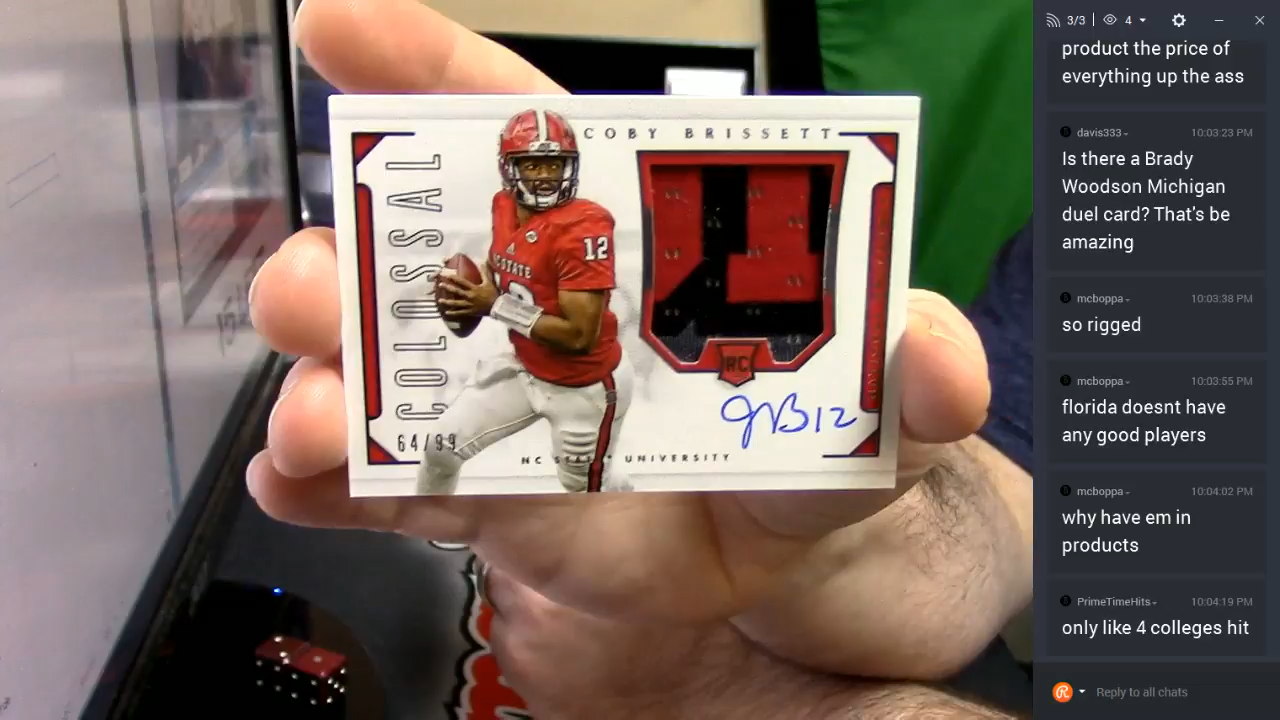 COBY BRISSETT
COLOSSAL
12
STATE
RC
JB12
64/99
NC STATE UNIVERSITY
3/3
4
product the price of
everything up the ass
davis333
10:03:23 PM
Is there a Brady
Woodson Michigan
duel card? That's be
amazing
mcboppa
10:03:38 PM
so rigged
mcboppa
10:03:55 PM
florida doesnt have
any good players
mcboppa
10:04:02 PM
why have em in
products
PrimeTimeHits
10:04:19 PM
only like 4 colleges hit
Reply to all chats